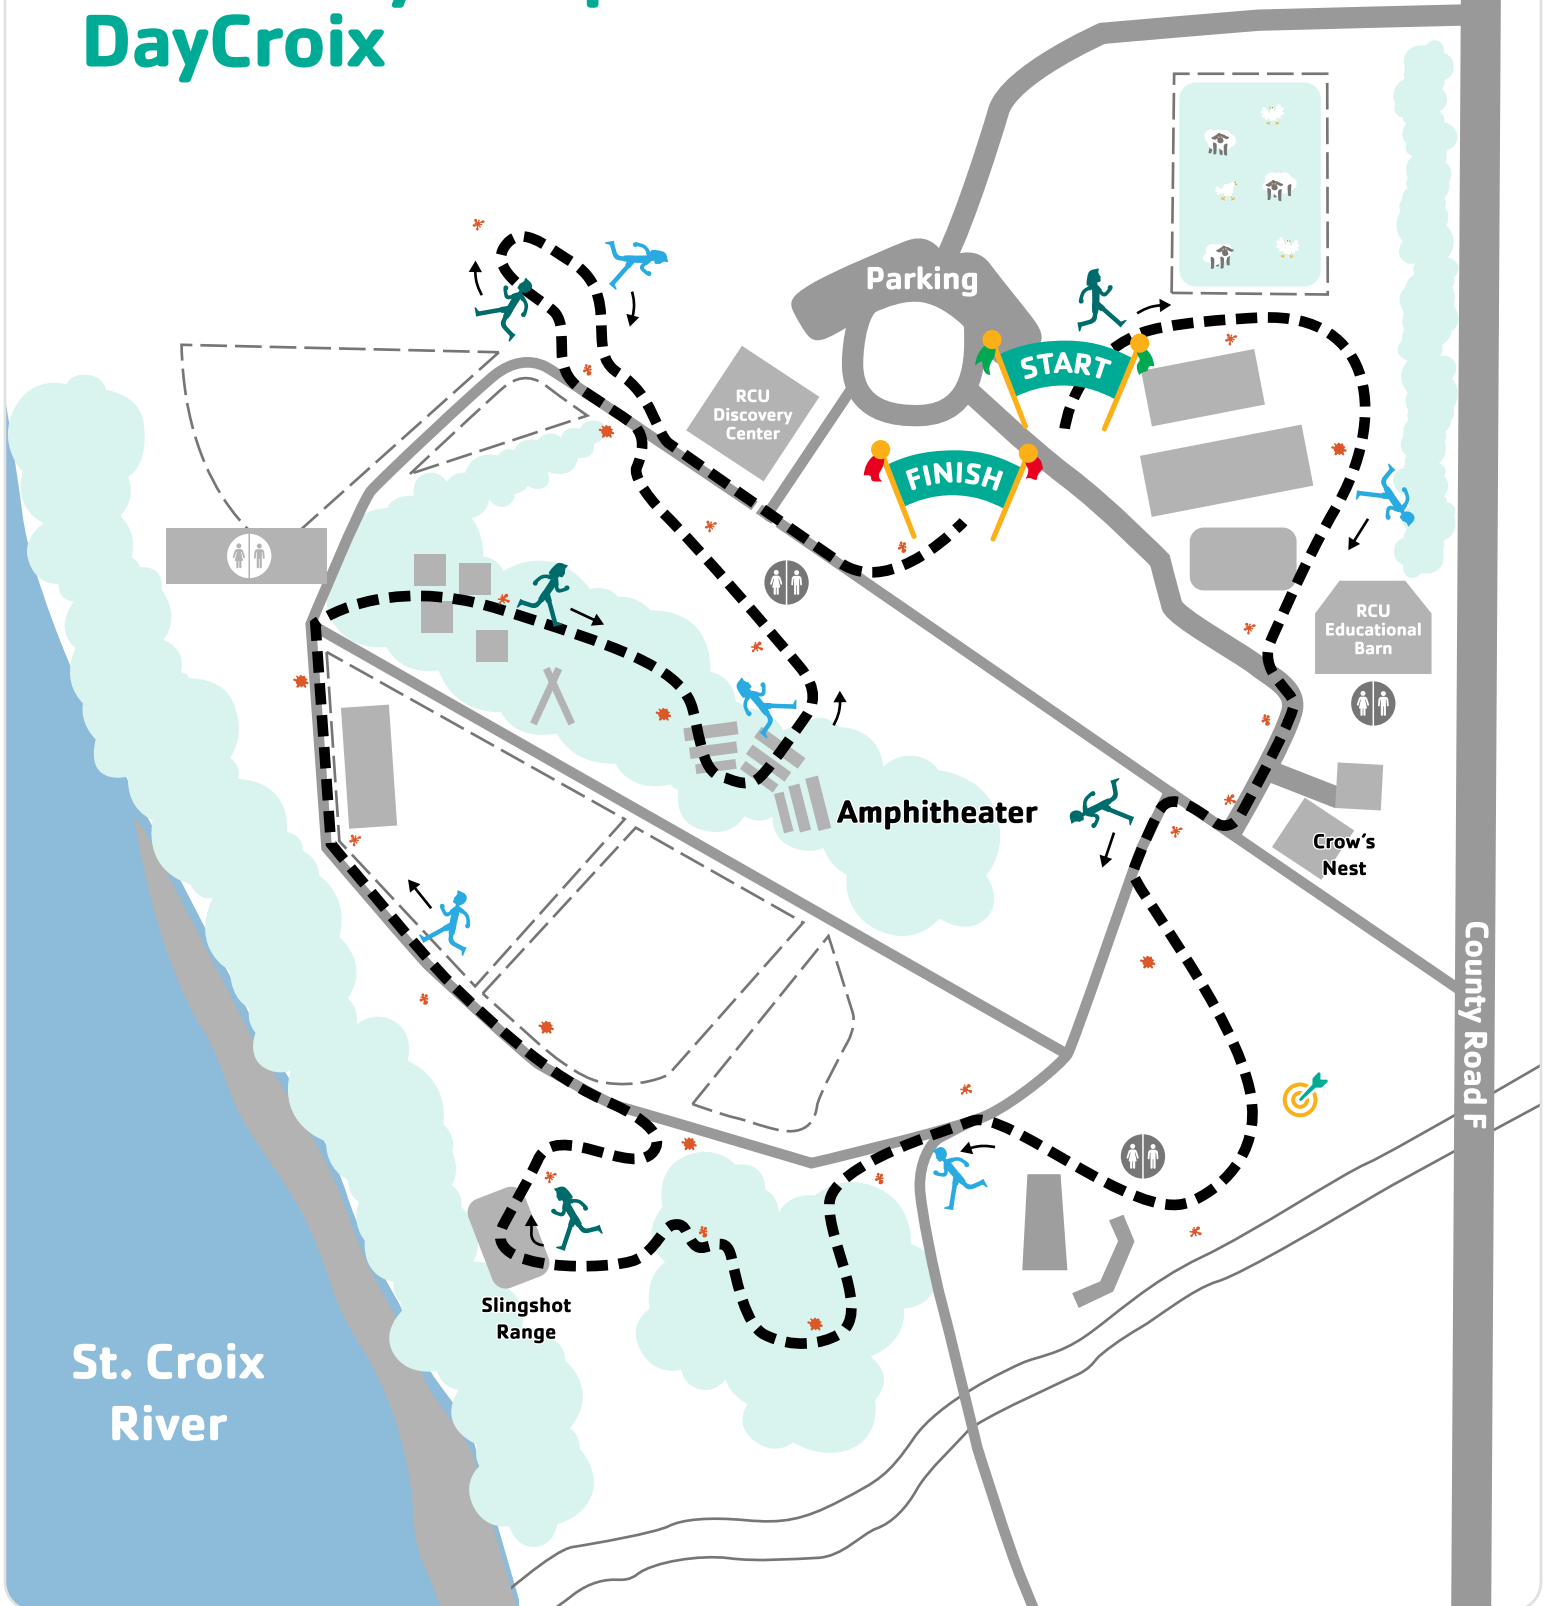 DayCroix
Parking
START
RCU
Discovery
Center
FINISH
RCU
Educational
Barn
Amphitheater
Crow's
Nest
County Road F
Slingshot
Range
St. Croix
River